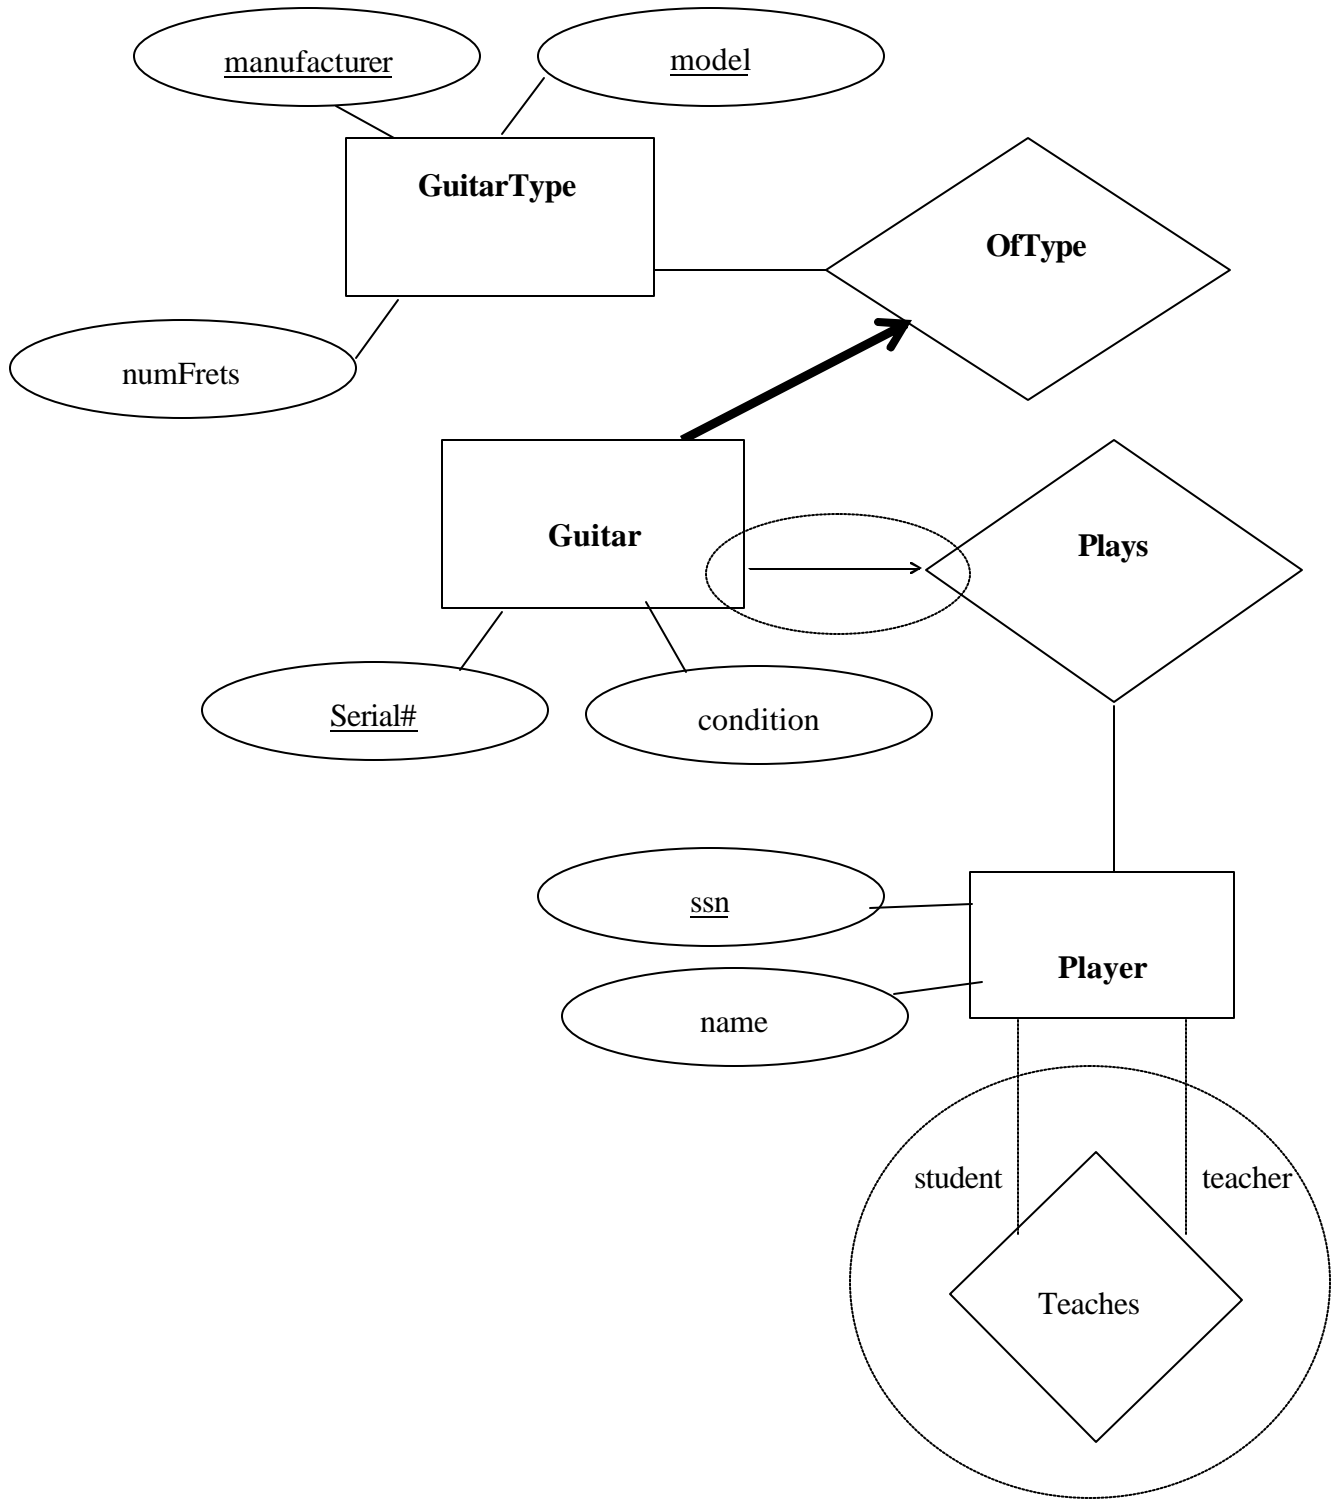 manufacturer
model
GuitarType
OfType
numFrets
Guitar
Plays
Serial#
condition
ssn
Player
name
student
teacher
Teaches